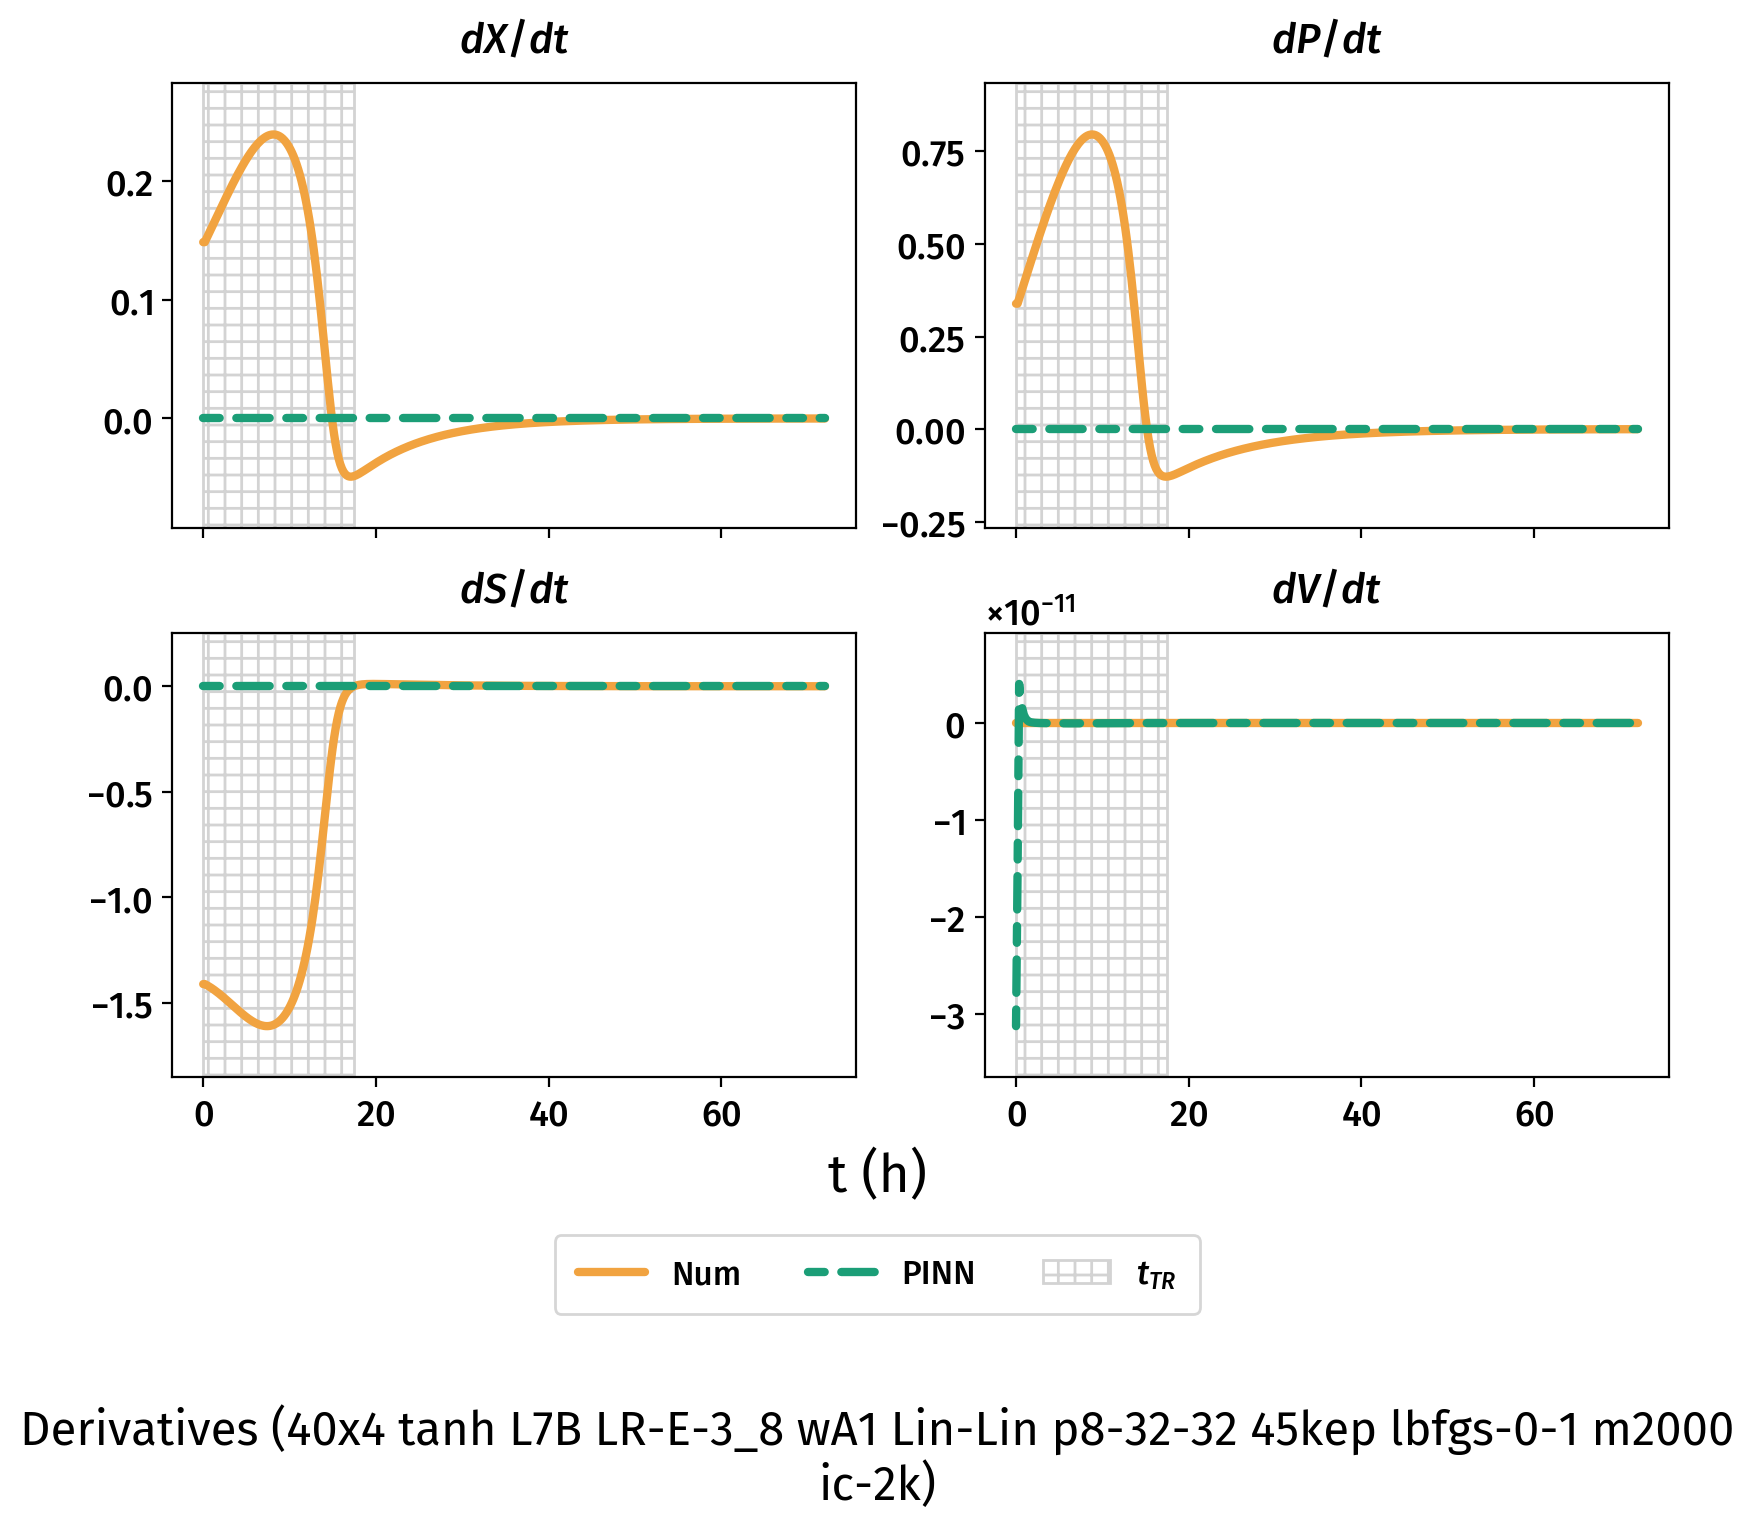 dX/dt
dP/dt
0.2
0.1
0.0
0.75
0.50
0.25
0.00
−0.25
dS/dt
dV/dt
×10⁻¹¹
0.0
−0.5
−1.0
−1.5
0
−1
−2
−3
0 20 40 60
0 20 40 60
t (h)
Num PINN t_TR
Derivatives (40x4 tanh L7B LR-E-3_8 wA1 Lin-Lin p8-32-32 45kep lbfgs-0-1 m2000
ic-2k)